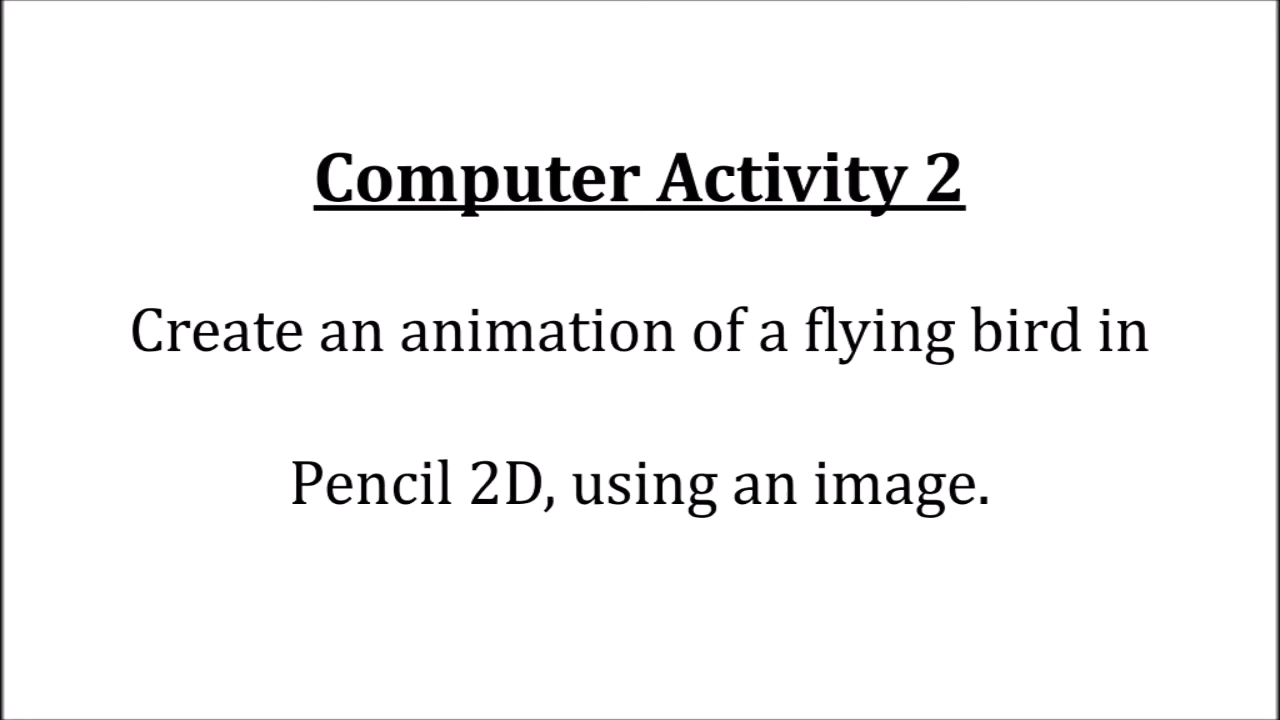 Computer Activity 2
Create an animation of a flying bird in
Pencil 2D, using an image.